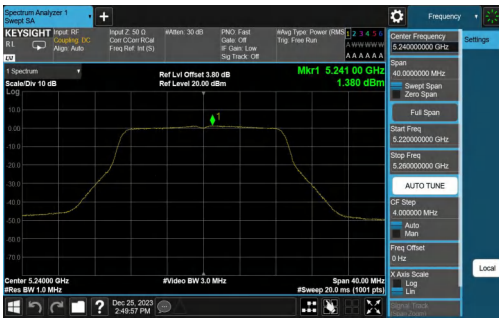 Spectrum Analyzer 1
Swept SA
Frequency
KEYSIGHT
RL
Input: RF
Coupling: DC
Align: Auto
Input Z: 50 Ω
Corr CCorr RCal
Freq Ref: Int (S)
#Atten: 30 dB
PNO: Fast
Gate: Off
IF Gain: Low
Sig Track: Off
#Avg Type: Power (RMS
Trig: Free Run
1 2 3 4 5 6
A W W W W W
A A A A A A
1 Spectrum
Scale/Div 10 dB
Log
Ref Lvl Offset 3.80 dB
Ref Level 20.00 dBm
Mkr1 5.241 00 GHz
1.380 dBm
10.0
0.00
-10.0
-20.0
-30.0
-40.0
-50.0
-60.0
-70.0
1
Center 5.24000 GHz
#Res BW 1.0 MHz
#Video BW 3.0 MHz
Span 40.00 MHz
#Sweep 20.0 ms (1001 pts)
Dec 25, 2023
2:49:57 PM
Center Frequency
5.240000000 GHz
Span
40.0000000 MHz
Swept Span
Zero Span
Full Span
Start Freq
5.220000000 GHz
Stop Freq
5.260000000 GHz
AUTO TUNE
CF Step
4.000000 MHz
Auto
Man
Freq Offset
0 Hz
X Axis Scale
Log
Lin
Signal Track
Settings
Local